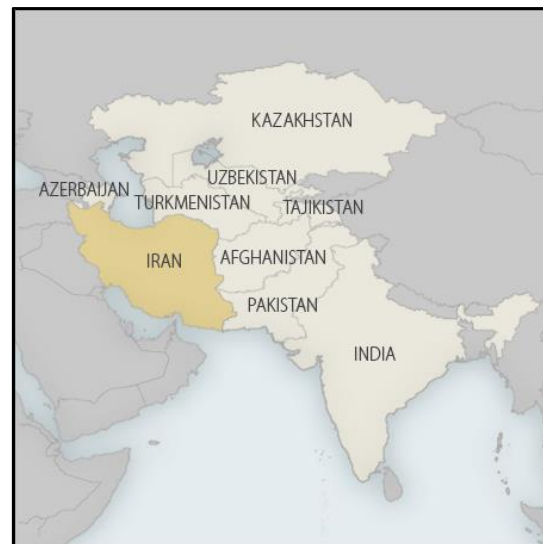 KAZAKHSTAN
UZBEKISTAN
AZERBAIJAN
TURKMENISTAN
TAJIKISTAN
IRAN
AFGHANISTAN
PAKISTAN
INDIA